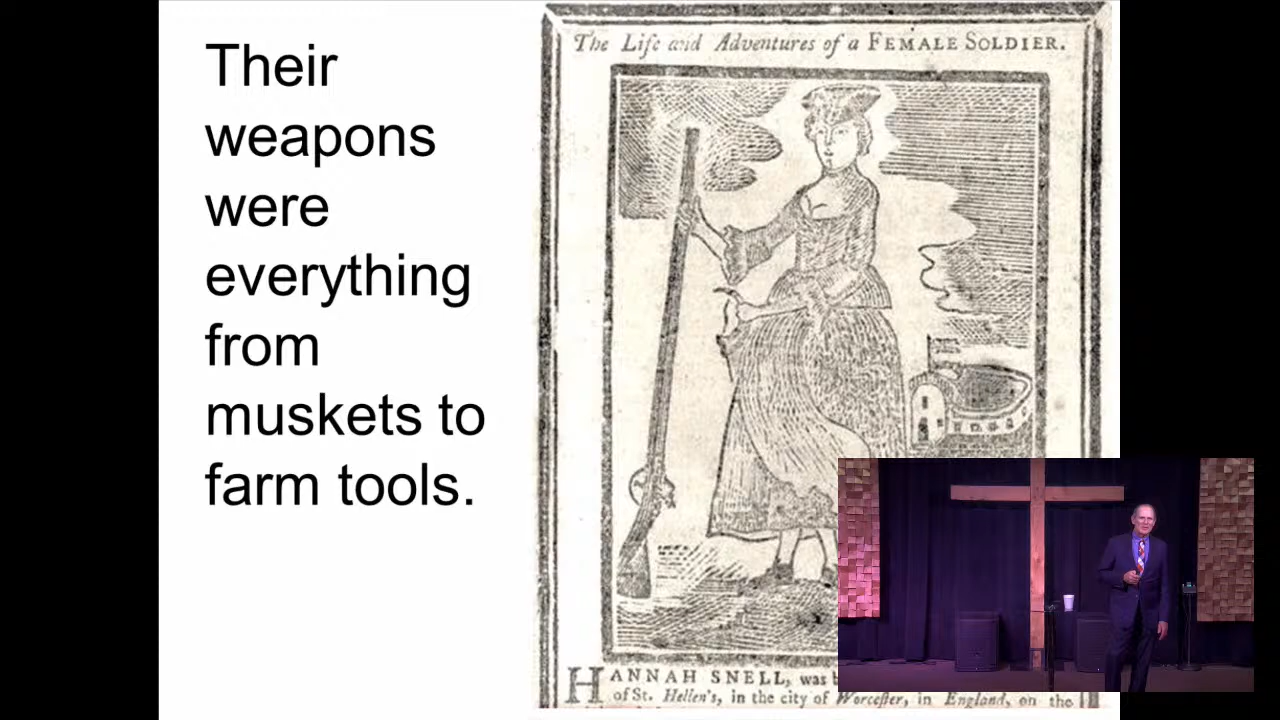 Their
weapons
were
everything
from
muskets to
farm tools.
The Life and Adventures of a FEMALE SOLDIER.
HANNAH SNELL, was
of St. Hellen's, in the city of Worcester, in England, on the